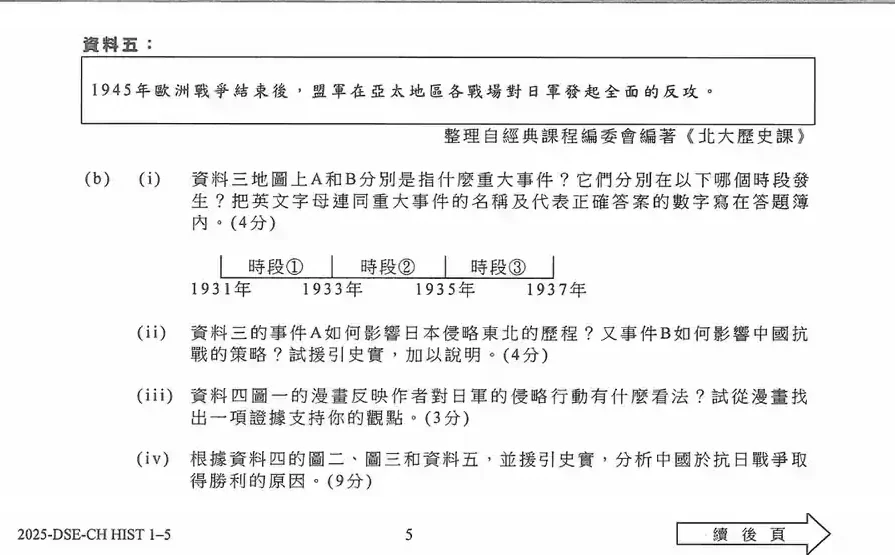 資料五：
1945年歐洲戰爭結束後，盟軍在亞太地區各戰場對日軍發起全面的反攻。
整理自經典課程編委會編著《北大歷史課》
(b) (i) 資料三地圖上A和B分別是指什麼重大事件？它們分別在以下哪個時段發
生？把英文字母連同重大事件的名稱及代表正確答案的數字寫在答題簿
內。(4分)
時段① 時段② 時段③
1931年 1933年 1935年 1937年
(ii) 資料三的事件A如何影響日本侵略東北的歷程？又事件B如何影響中國抗
戰的策略？試援引史實，加以說明。(4分)
(iii) 資料四圖一的漫畫反映作者對日軍的侵略行動有什麼看法？試從漫畫找
出一項證據支持你的觀點。(3分)
(iv) 根據資料四的圖二、圖三和資料五，並援引史實，分析中國於抗日戰爭取
得勝利的原因。(9分)
2025-DSE-CH HIST 1–5 5 續後頁